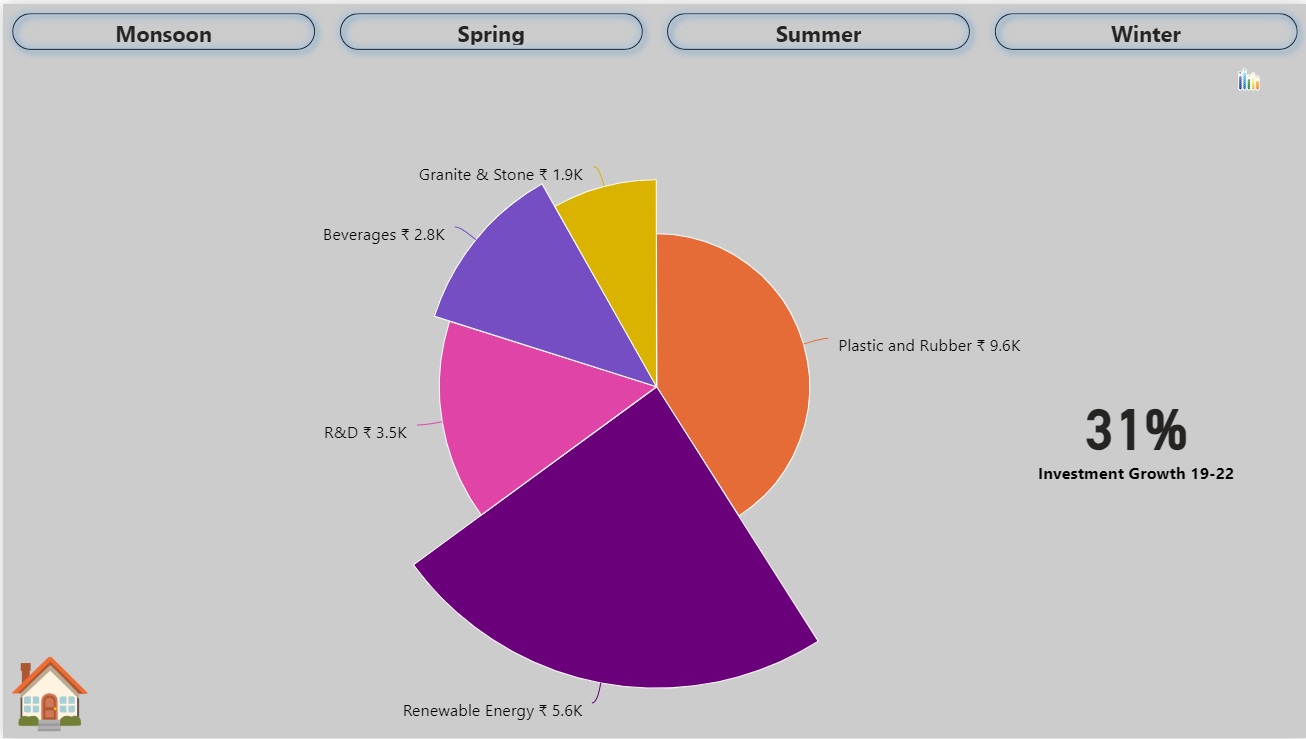 Monsoon
Spring
Summer
Winter
Granite & Stone ₹ 1.9K
Beverages ₹ 2.8K
Plastic and Rubber ₹ 9.6K
R&D ₹ 3.5K
31%
Investment Growth 19-22
Renewable Energy ₹ 5.6K